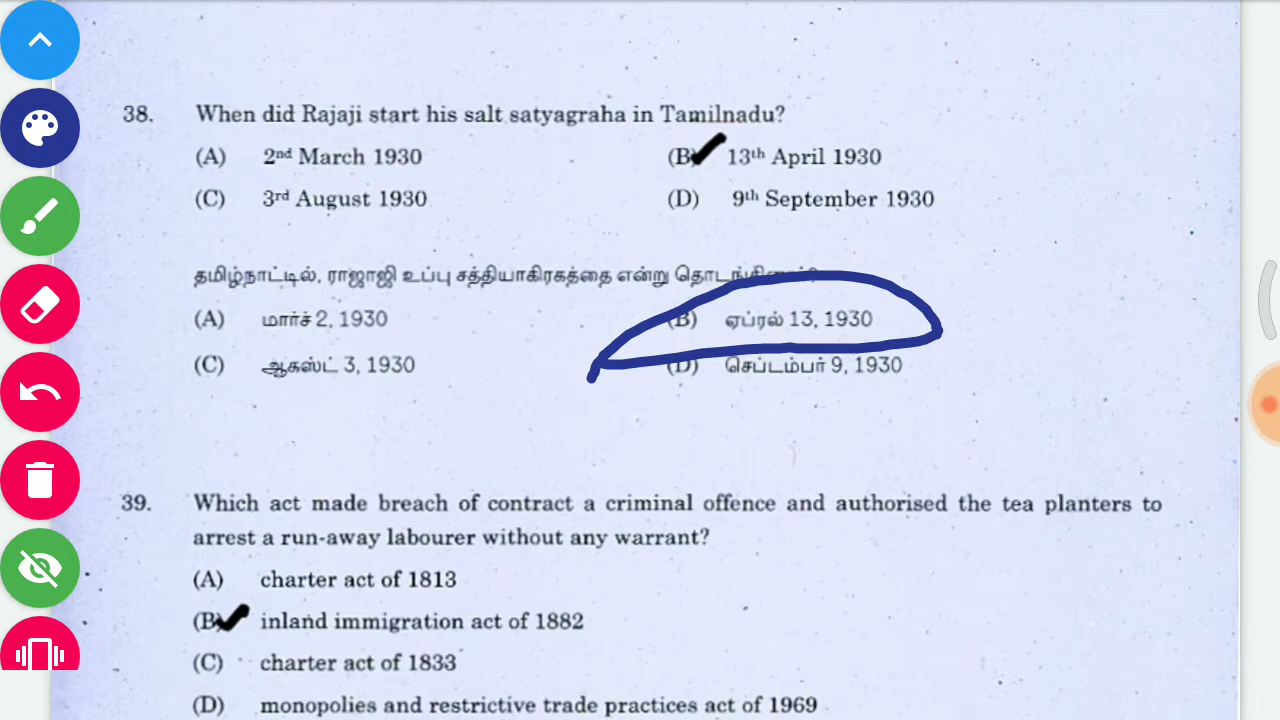 38. When did Rajaji start his salt satyagraha in Tamilnadu?
(A) 2nd March 1930 (B) 13th April 1930
(C) 3rd August 1930 (D) 9th September 1930
தமிழ்நாட்டில், ராஜாஜி உப்பு சத்தியாகிரகத்தை என்று
(A) மார்ச் 2, 1930 (B) ஏப்ரல் 13, 1930
(C) ஆகஸ்ட் 3, 1930 (D) செப்டம்பர் 9, 1930
39. Which act made breach of contract a criminal offence and authorised the tea planters to
arrest a run-away labourer without any warrant?
(A) charter act of 1813
(B) inland immigration act of 1882
(C) charter act of 1833
(D) monopolies and restrictive trade practices act of 1969